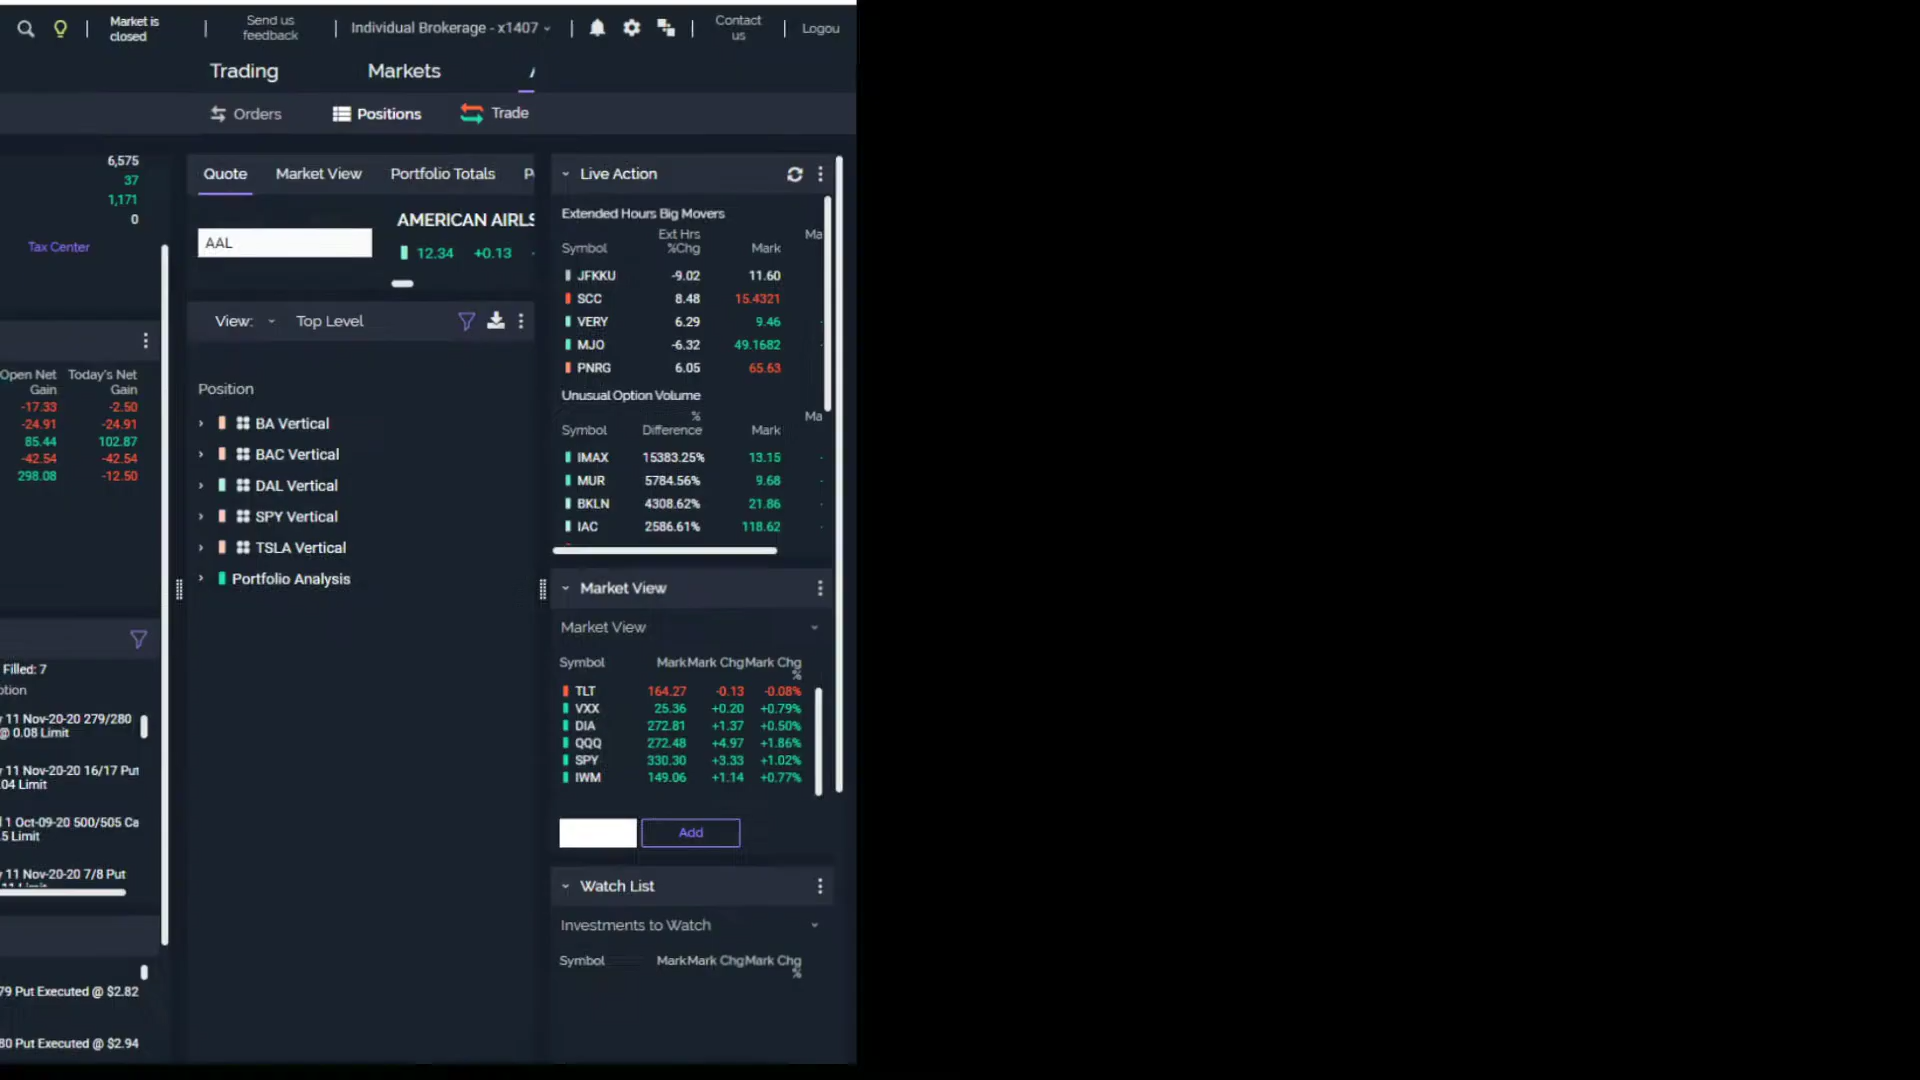 Market is
closed
Send us
feedback
Individual Brokerage - x1407
Contact
us
Logou
Trading
Markets
Orders
Positions
Trade
6,575
37
1,171
0
Tax Center
Open Net
Gain
Today's Net
Gain
-17.33 -2.50
-24.91 -24.91
85.44 102.87
-42.54 -42.54
298.08 -12.50
Filled: 7
otion
11 Nov-20-20 279/280
@ 0.08 Limit
11 Nov-20-20 16/17 Put
.04 Limit
1 Oct-09-20 500/505 Ca
5 Limit
11 Nov-20-20 7/8 Put
79 Put Executed @ $2.82
80 Put Executed @ $2.94
Quote Market View Portfolio Totals
AAL
AMERICAN AIRLS
12.34 +0.13
View: Top Level
Position
BA Vertical
BAC Vertical
DAL Vertical
SPY Vertical
TSLA Vertical
Portfolio Analysis
Live Action
Extended Hours Big Movers
Symbol
Ext Hrs
%Chg
Mark
Ma
JFKKU -9.02 11.60
SCC 8.48 15.4321
VERY 6.29 9.46
MJO -6.32 49.1682
PNRG 6.05 65.63
Unusual Option Volume
Symbol
%
Difference
Mark
Ma
IMAX 15383.25% 13.15
MUR 5784.56% 9.68
BKLN 4308.62% 21.86
IAC 2586.61% 118.62
Market View
Market View
Symbol Mark Mark Chg Mark Chg
%
TLT 164.27 -0.13 -0.08%
VXX 25.36 +0.20 +0.79%
DIA 272.81 +1.37 +0.50%
QQQ 272.48 +4.97 +1.86%
SPY 330.30 +3.33 +1.02%
IWM 149.06 +1.14 +0.77%
Add
Watch List
Investments to Watch
Symbol Mark Mark Chg Mark Chg
%